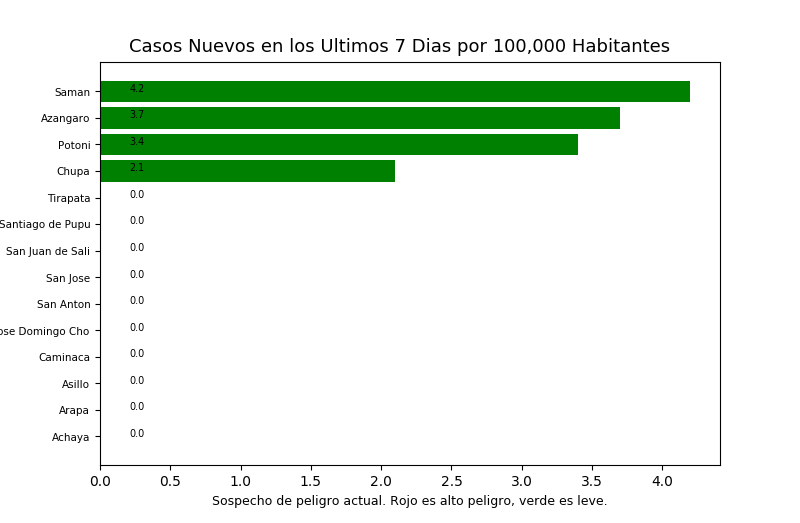 Casos Nuevos en los Ultimos 7 Dias por 100,000 Habitantes
Saman 4.2
Azangaro 3.7
Potoni 3.4
Chupa 2.1
Tirapata 0.0
Santiago de Pupu 0.0
San Juan de Sali 0.0
San Jose 0.0
San Anton 0.0
ose Domingo Cho 0.0
Caminaca 0.0
Asillo 0.0
Arapa 0.0
Achaya 0.0
0.0 0.5 1.0 1.5 2.0 2.5 3.0 3.5 4.0
Sospecho de peligro actual. Rojo es alto peligro, verde es leve.